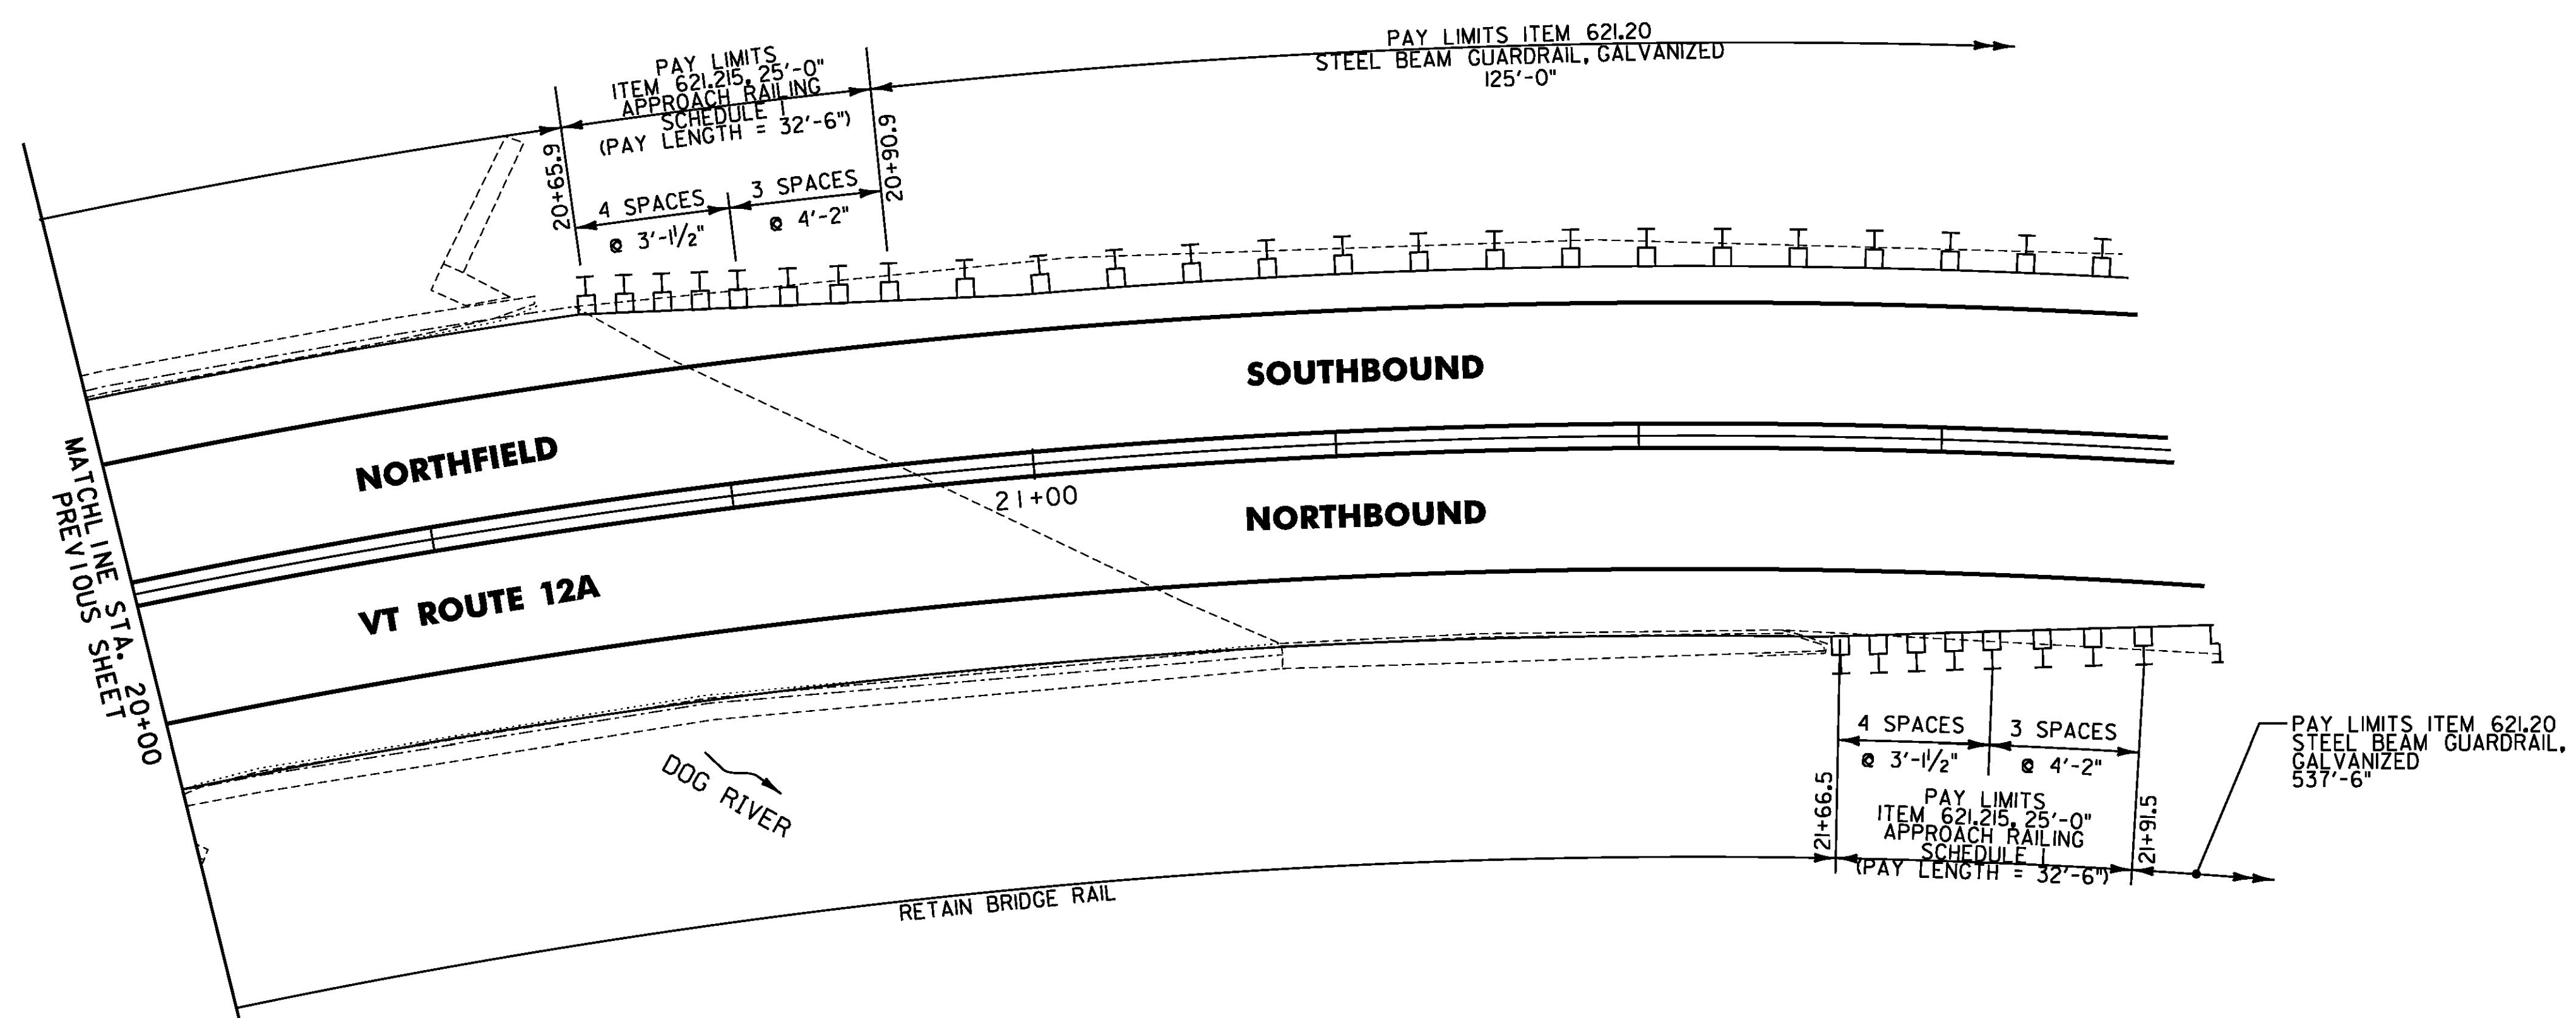 PAY LIMITS
ITEM 621.215, 25'-0"
APPROACH RAILING
SCHEDULE I
(PAY LENGTH = 32'-6")
PAY LIMITS ITEM 621.20
STEEL BEAM GUARDRAIL, GALVANIZED
125'-0"
20+65.9
20+90.9
4 SPACES
@ 3'-1 1/2"
3 SPACES
@ 4'-2"
SOUTHBOUND
NORTHFIELD
21+00
NORTHBOUND
VT ROUTE 12A
MATCHLINE STA. 20+00
PREVIOUS SHEET
DOG RIVER
RETAIN BRIDGE RAIL
4 SPACES
@ 3'-1 1/2"
3 SPACES
@ 4'-2"
21+66.5
21+91.5
PAY LIMITS
ITEM 621.215, 25'-0"
APPROACH RAILING
SCHEDULE I
(PAY LENGTH = 32'-6")
PAY LIMITS ITEM 621.20
STEEL BEAM GUARDRAIL,
GALVANIZED
537'-6"